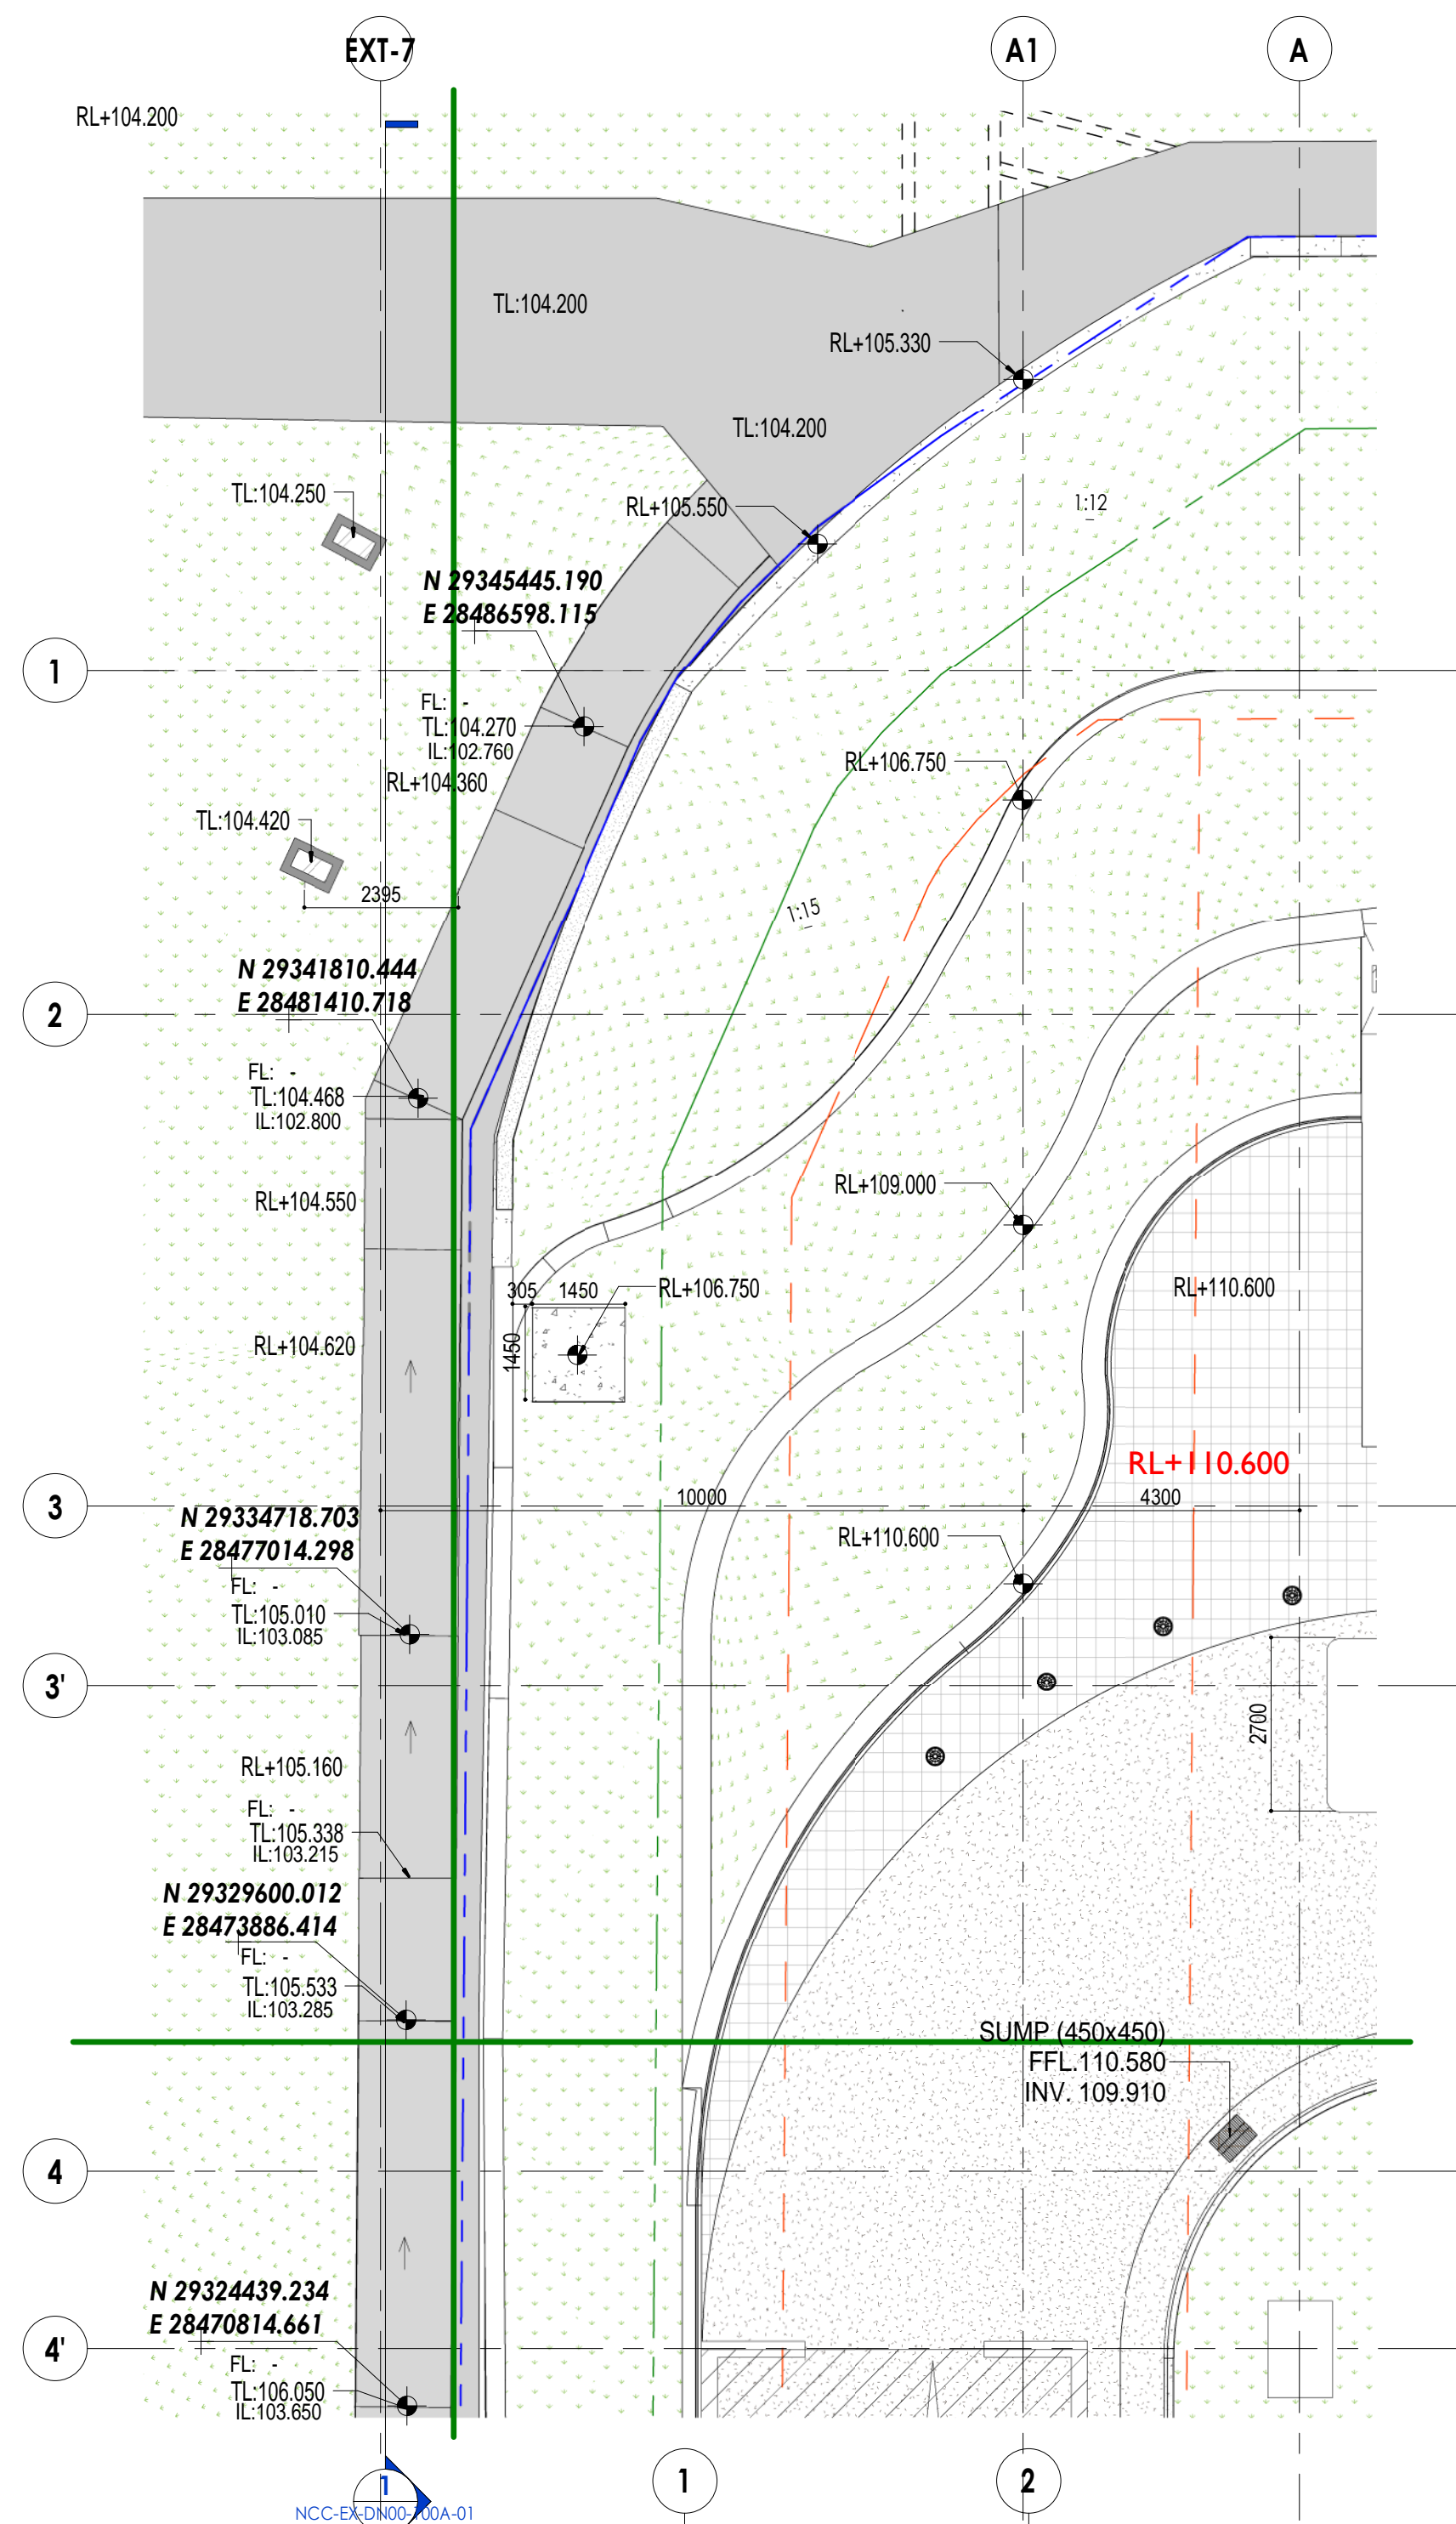 EXT-7
A1
A
RL+104.200
TL:104.200
RL+105.330
TL:104.200
TL:104.250
RL+105.550
1:12
N 29345445.190
E 28486598.115
1
FL: -
TL:104.270
IL:102.760
RL+104.360
RL+106.750
TL:104.420
2395
1:15
N 29341810.444
E 28481410.718
2
FL: -
TL:104.468
IL:102.800
RL+109.000
RL+104.550
305
1450
RL+106.750
RL+110.600
RL+104.620
1450
RL+110.600
10000
4300
3
N 29334718.703
E 28477014.298
RL+110.600
FL: -
TL:105.010
IL:103.085
3'
2700
RL+105.160
FL: -
TL:105.338
IL:103.215
N 29329600.012
E 28473886.414
FL: -
TL:105.533
IL:103.285
SUMP (450x450)
FFL.110.580
INV. 109.910
4
N 29324439.234
E 28470814.661
4'
FL: -
TL:106.050
IL:103.650
1
1
2
NCC-EX-DN00-100A-01